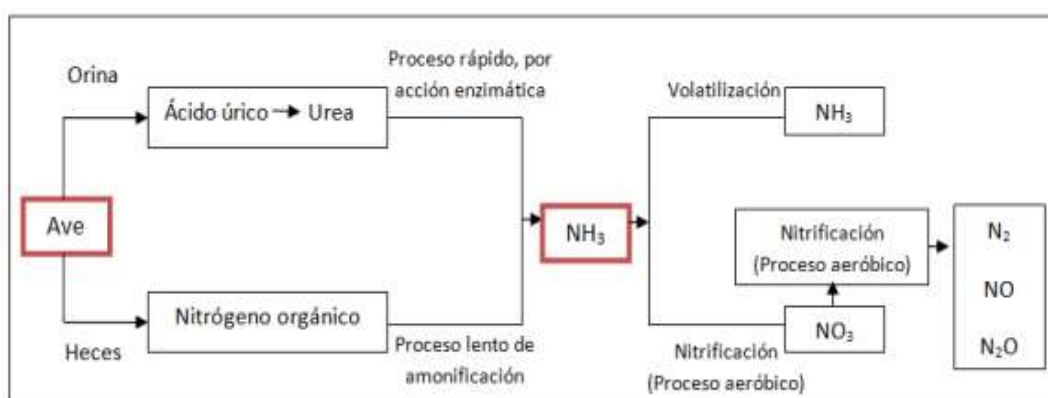 Orina
Proceso rápido, por
acción enzimática
Ácido úrico → Urea
Volatilización
NH₃
Ave
NH₃
Nitrificación
(Proceso aeróbico)
N₂
NO
N₂O
Nitrógeno orgánico
NO₃
Heces
Proceso lento de
amonificación
Nitrificación
(Proceso aeróbico)